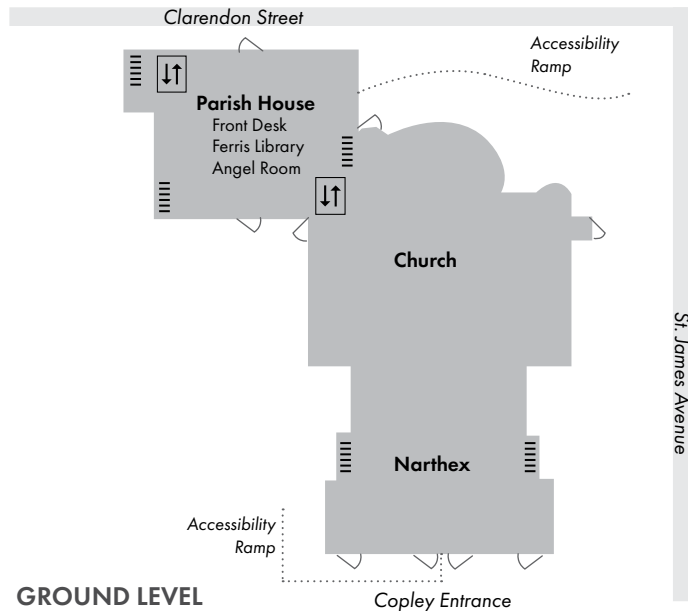 Clarendon Street
Accessibility
Ramp
Parish House
Front Desk
Ferris Library
Angel Room
Church
St. James Avenue
Narthex
Accessibility
Ramp
GROUND LEVEL
Copley Entrance